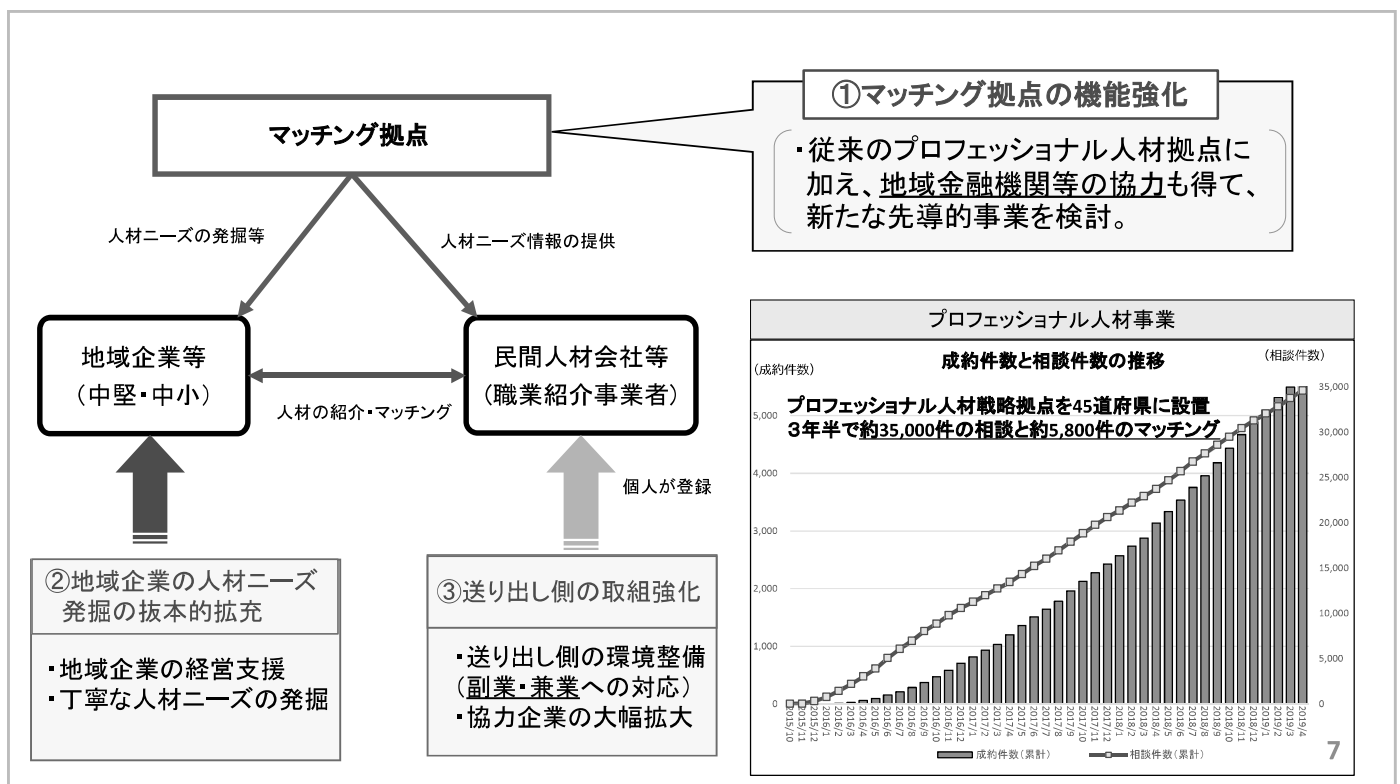 マッチング拠点
①マッチング拠点の機能強化
・従来のプロフェッショナル人材拠点に
加え、地域金融機関等の協力も得て、
新たな先導的事業を検討。
人材ニーズの発掘等
人材ニーズ情報の提供
地域企業等
（中堅・中小）
人材の紹介・マッチング
民間人材会社等
（職業紹介事業者）
個人が登録
②地域企業の人材ニーズ
発掘の抜本的拡充
・地域企業の経営支援
・丁寧な人材ニーズの発掘
③送り出し側の取組強化
・送り出し側の環境整備
（副業・兼業への対応）
・協力企業の大幅拡大
プロフェッショナル人材事業
成約件数と相談件数の推移
（成約件数）
（相談件数）
プロフェッショナル人材戦略拠点を45道府県に設置
３年半で約35,000件の相談と約5,800件のマッチング
5,000
4,000
3,000
2,000
1,000
0
35,000
30,000
25,000
20,000
15,000
10,000
5,000
0
2015/10
2015/11
2015/12
2016/1
2016/2
2016/3
2016/4
2016/5
2016/6
2016/7
2016/8
2016/9
2016/10
2016/11
2016/12
2017/1
2017/2
2017/3
2017/4
2017/5
2017/6
2017/7
2017/8
2017/9
2017/10
2017/11
2017/12
2018/1
2018/2
2018/3
2018/4
2018/5
2018/6
2018/7
2018/8
2018/9
2018/10
2018/11
2018/12
2019/1
2019/2
2019/3
2019/4
成約件数（累計）
相談件数（累計）
7